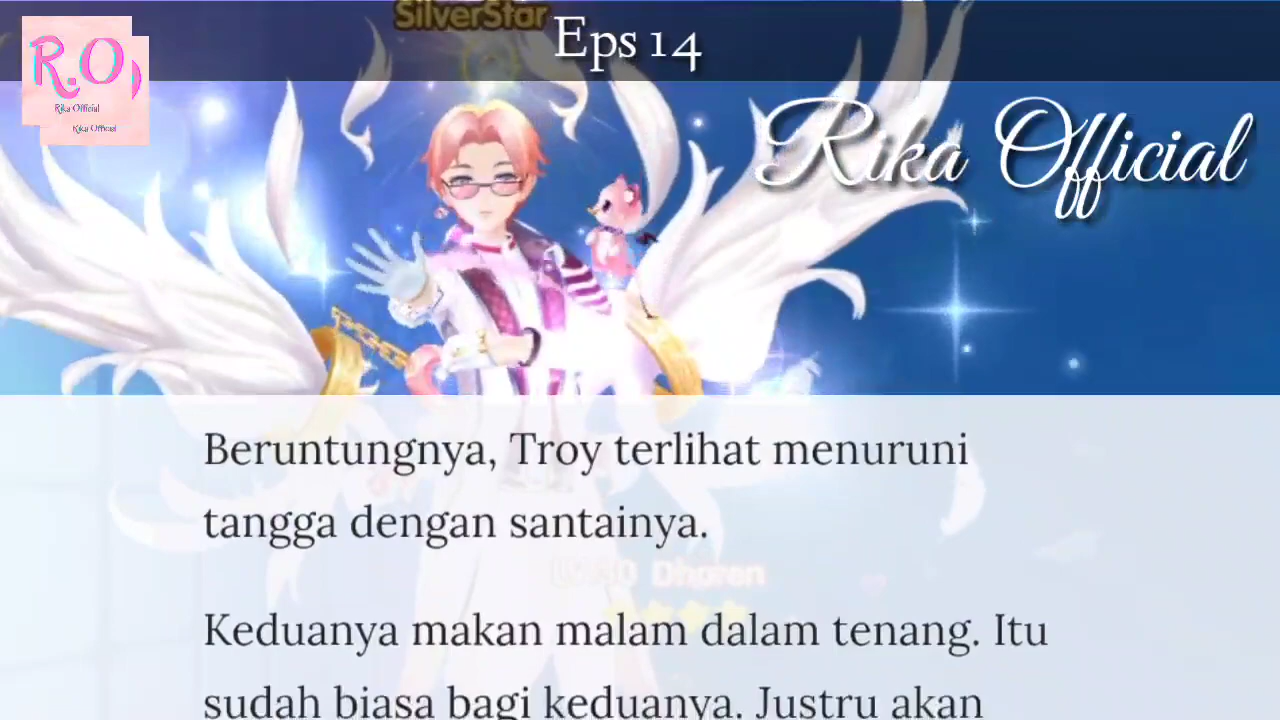 SilverStar
Eps 14
R.O
Rika Official
Rika Official
Rika Official
Beruntungnya, Troy terlihat menuruni
tangga dengan santainya.
Dhoren
Keduanya makan malam dalam tenang. Itu
sudah biasa bagi keduanya. Justru akan